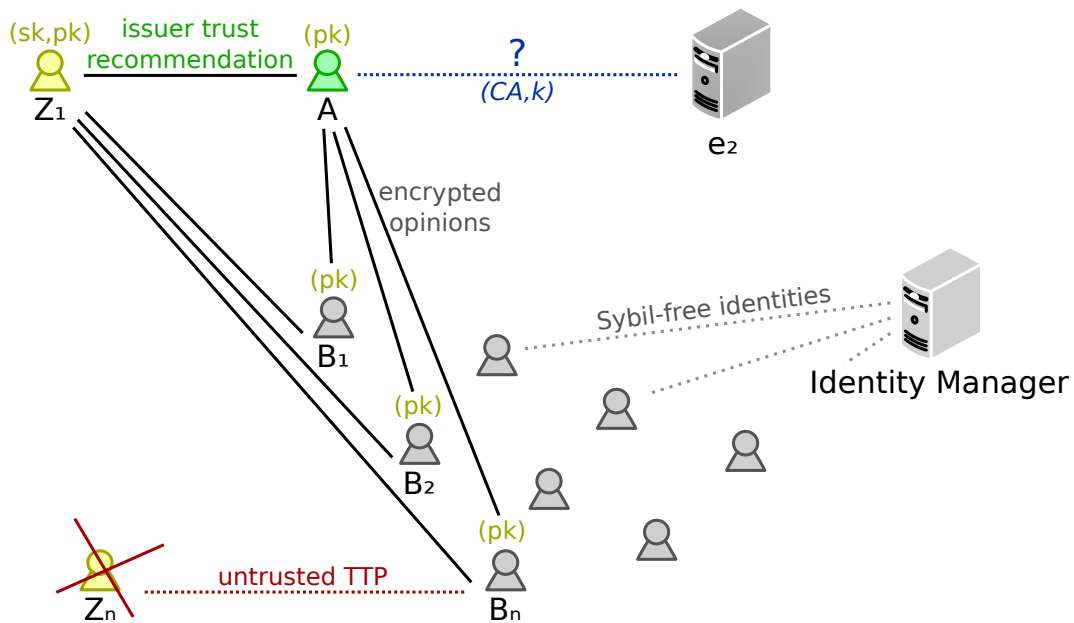 (sk,pk)
issuer trust
recommendation
(pk)
?
(CA,k)
Z₁
A
e₂
encrypted
opinions
(pk)
Sybil-free identities
B₁
Identity Manager
(pk)
B₂
(pk)
untrusted TTP
Zₙ
Bₙ